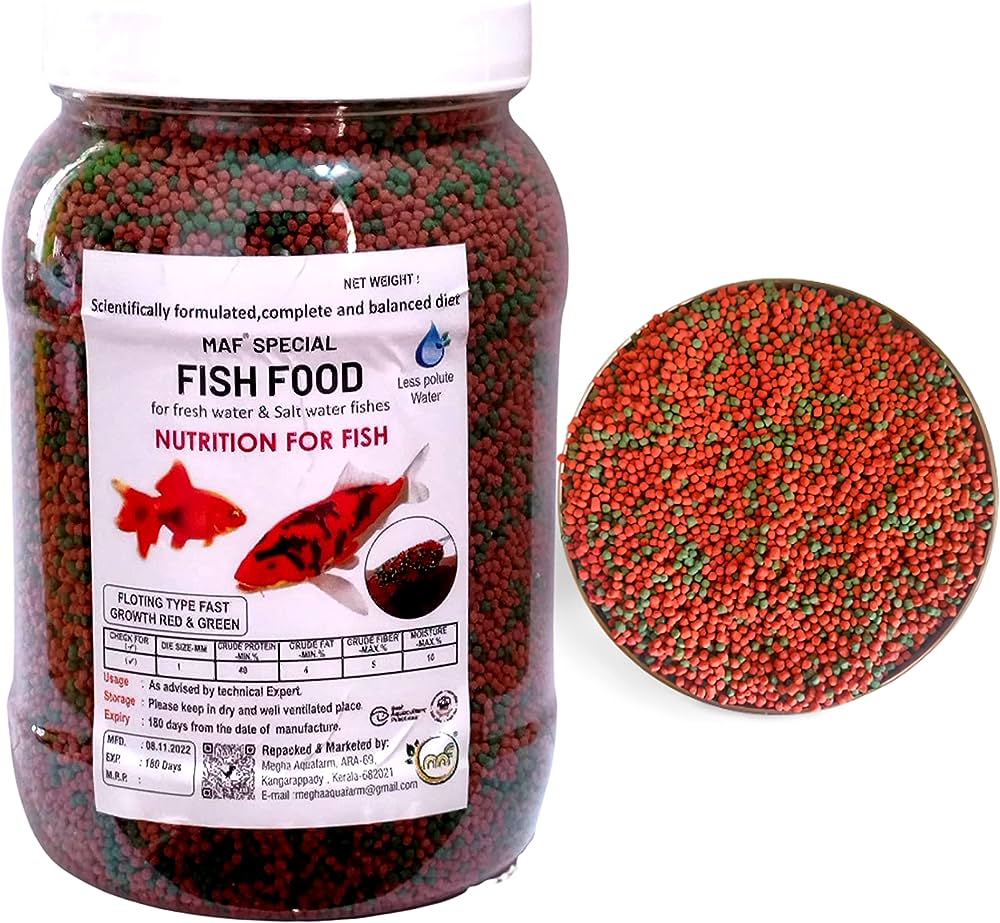 NET WEIGHT :
Scientifically formulated,complete and balanced diet
MAF® SPECIAL
FISH FOOD
for fresh water & Salt water fishes
NUTRITION FOR FISH
Less polute
Water
FLOTING TYPE FAST
GROWTH RED & GREEN
CHECK FOR (✓) DIE SIZE-MM CRUDE PROTEIN -MIN.% CRUDE FAT -MIN.% CRUDE FIBER -MAX.% MOISTURE -MAX.%
(✓) 1 4 5 10
Usage : As advised by technical Expert.
Storage : Please keep in dry and well ventilated place.
Expiry : 180 days from the date of manufacture.
MFD. : 08.11.2022
EXP. : 180 Days
M.R.P. :
Repacked & Marketed by:
Megha Aquafarm, ARA-69,
Kangarappady , Kerala-682021
E-mail :meghaaquafarm@gmail.com